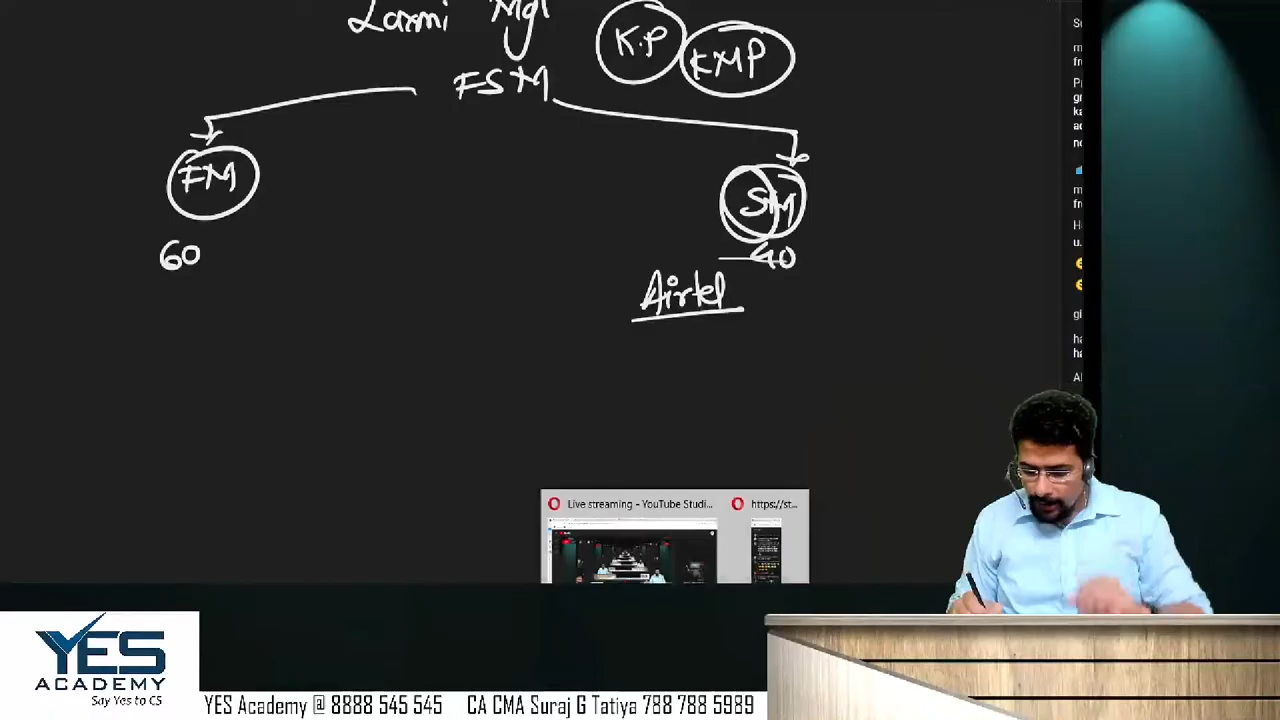 Laxmi Mgt
K.P KMP
FSM
FM
SM
60
40
Airtel
Live streaming - YouTube Studi...
https://st...
YES
ACADEMY
Say Yes to CS
YES Academy @ 8888 545 545 CA CMA Suraj G Tatiya 788 788 5989